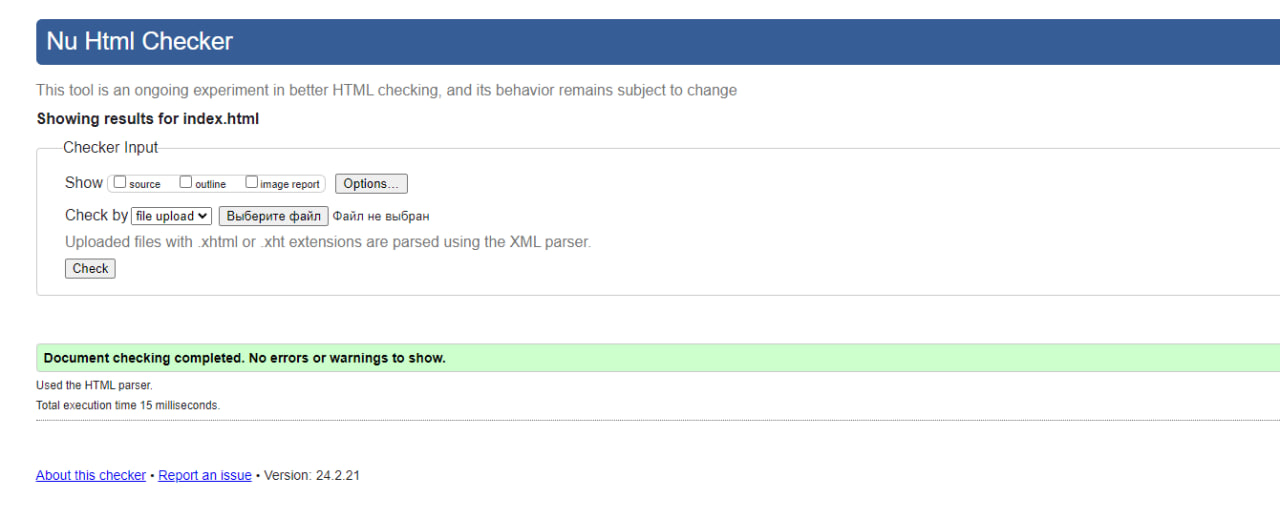 Nu Html Checker
This tool is an ongoing experiment in better HTML checking, and its behavior remains subject to change
Showing results for index.html
Checker Input
Show source outline image report Options...
Check by file upload Выберите файл Файл не выбран
Uploaded files with .xhtml or .xht extensions are parsed using the XML parser.
Check
Document checking completed. No errors or warnings to show.
Used the HTML parser.
Total execution time 15 milliseconds.
About this checker • Report an issue • Version: 24.2.21